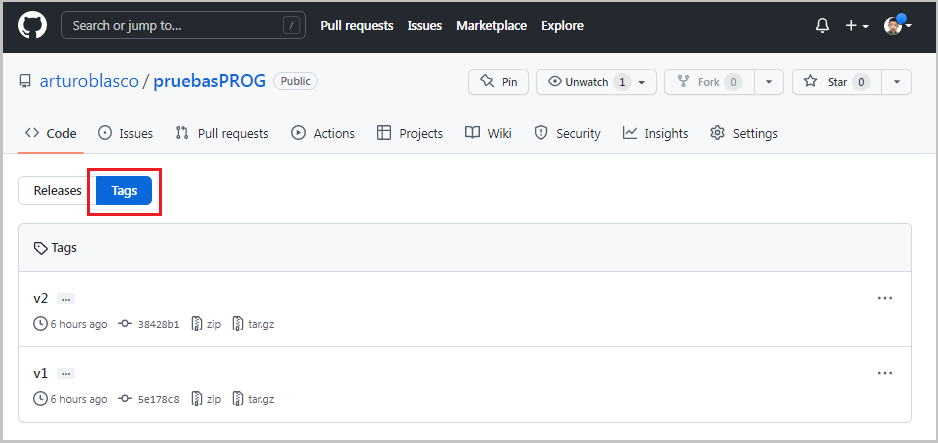 Search or jump to... / Pull requests Issues Marketplace Explore
arturoblasco / pruebasPROG Public Pin Unwatch 1 Fork 0 Star 0
Code Issues Pull requests Actions Projects Wiki Security Insights Settings
Releases Tags
Tags
v2 ...
6 hours ago 38428b1 zip tar.gz
v1 ...
6 hours ago 5e178c8 zip tar.gz